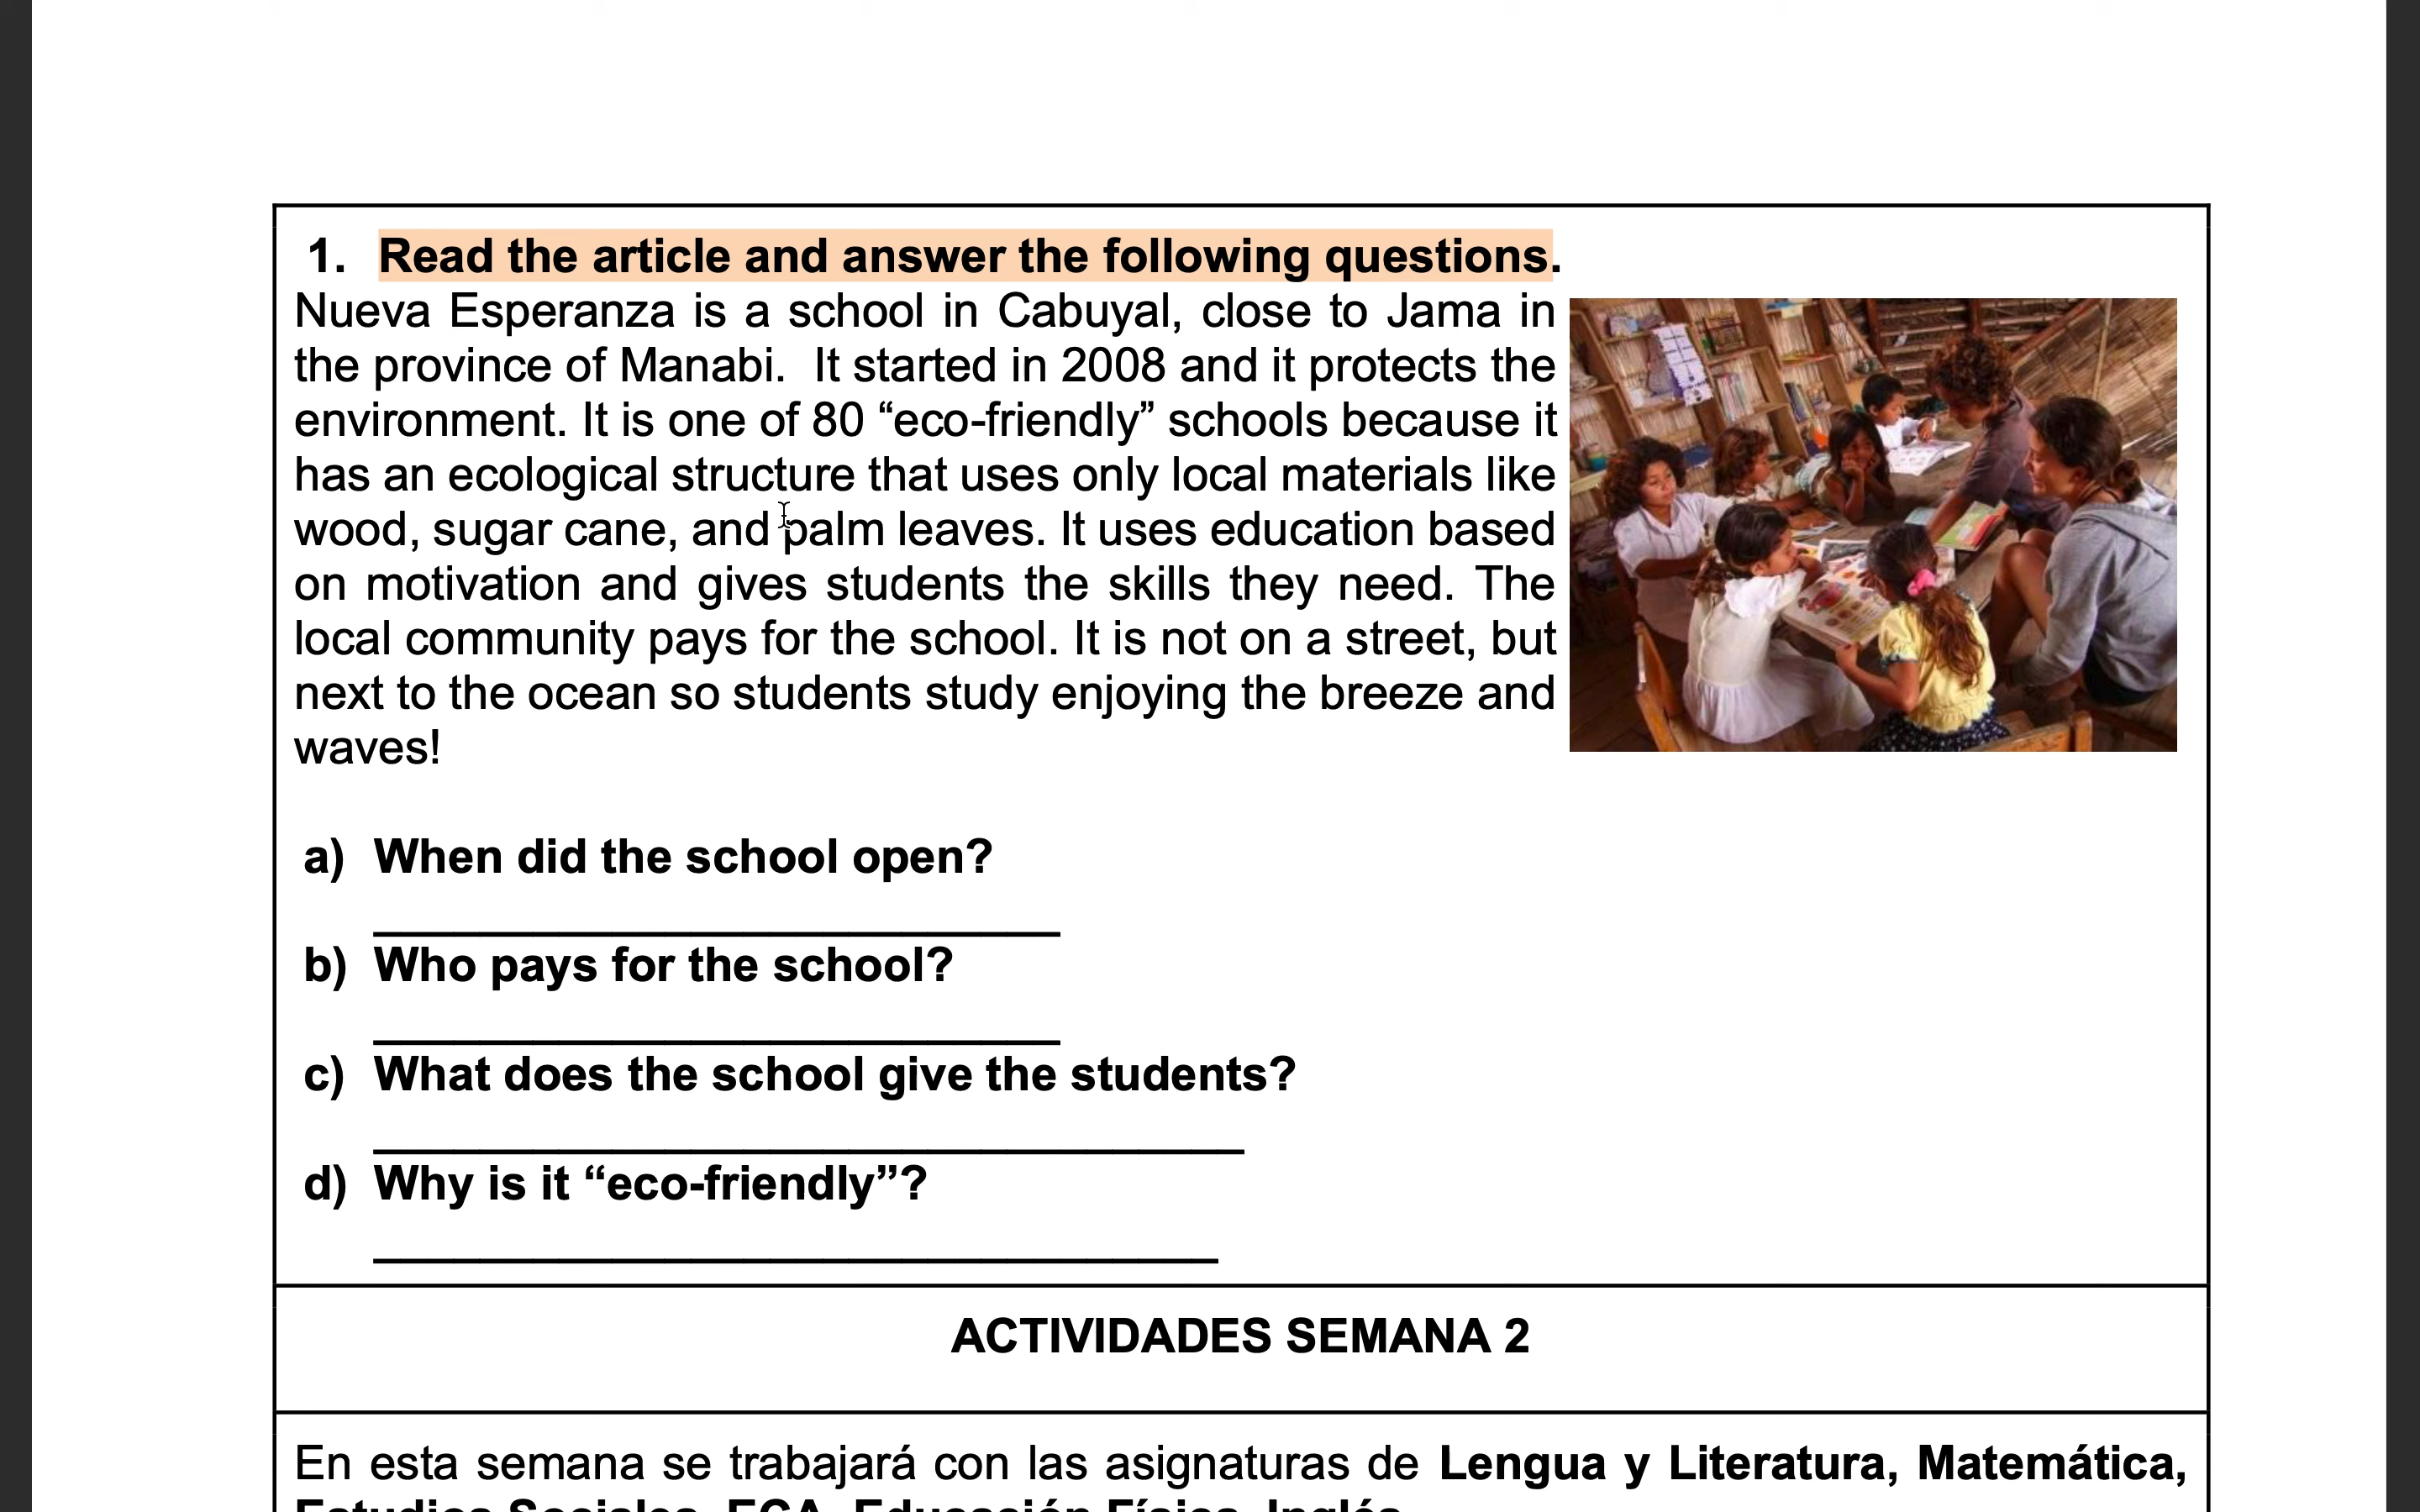 1. Read the article and answer the following questions.
Nueva Esperanza is a school in Cabuyal, close to Jama in
the province of Manabi.  It started in 2008 and it protects the
environment. It is one of 80 “eco-friendly” schools because it
has an ecological structure that uses only local materials like
wood, sugar cane, and palm leaves. It uses education based
on motivation and gives students the skills they need. The
local community pays for the school. It is not on a street, but
next to the ocean so students study enjoying the breeze and
waves!
a) When did the school open?
b) Who pays for the school?
c) What does the school give the students?
d) Why is it “eco-friendly”?
ACTIVIDADES SEMANA 2
En esta semana se trabajará con las asignaturas de Lengua y Literatura, Matemática,
Estudios Sociales, ECA, Educación Física, Inglés